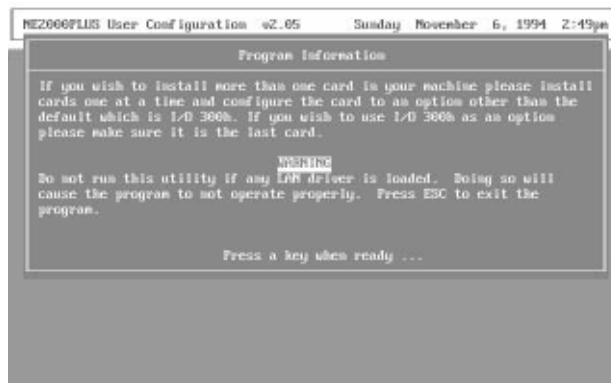 NE2000PLUS User Configuration v2.05 Sunday November 6, 1994 2:49pm
Program Information
If you wish to install more than one card in your machine please install
cards one at a time and configure the card to an option other than the
default which is I/O 300h. If you wish to use I/O 300h as an option
please make sure it is the last card.
WARNING
Do not run this utility if any LAN driver is loaded. Doing so will
cause the program to not operate properly. Press ESC to exit the
program.
Press a key when ready ...